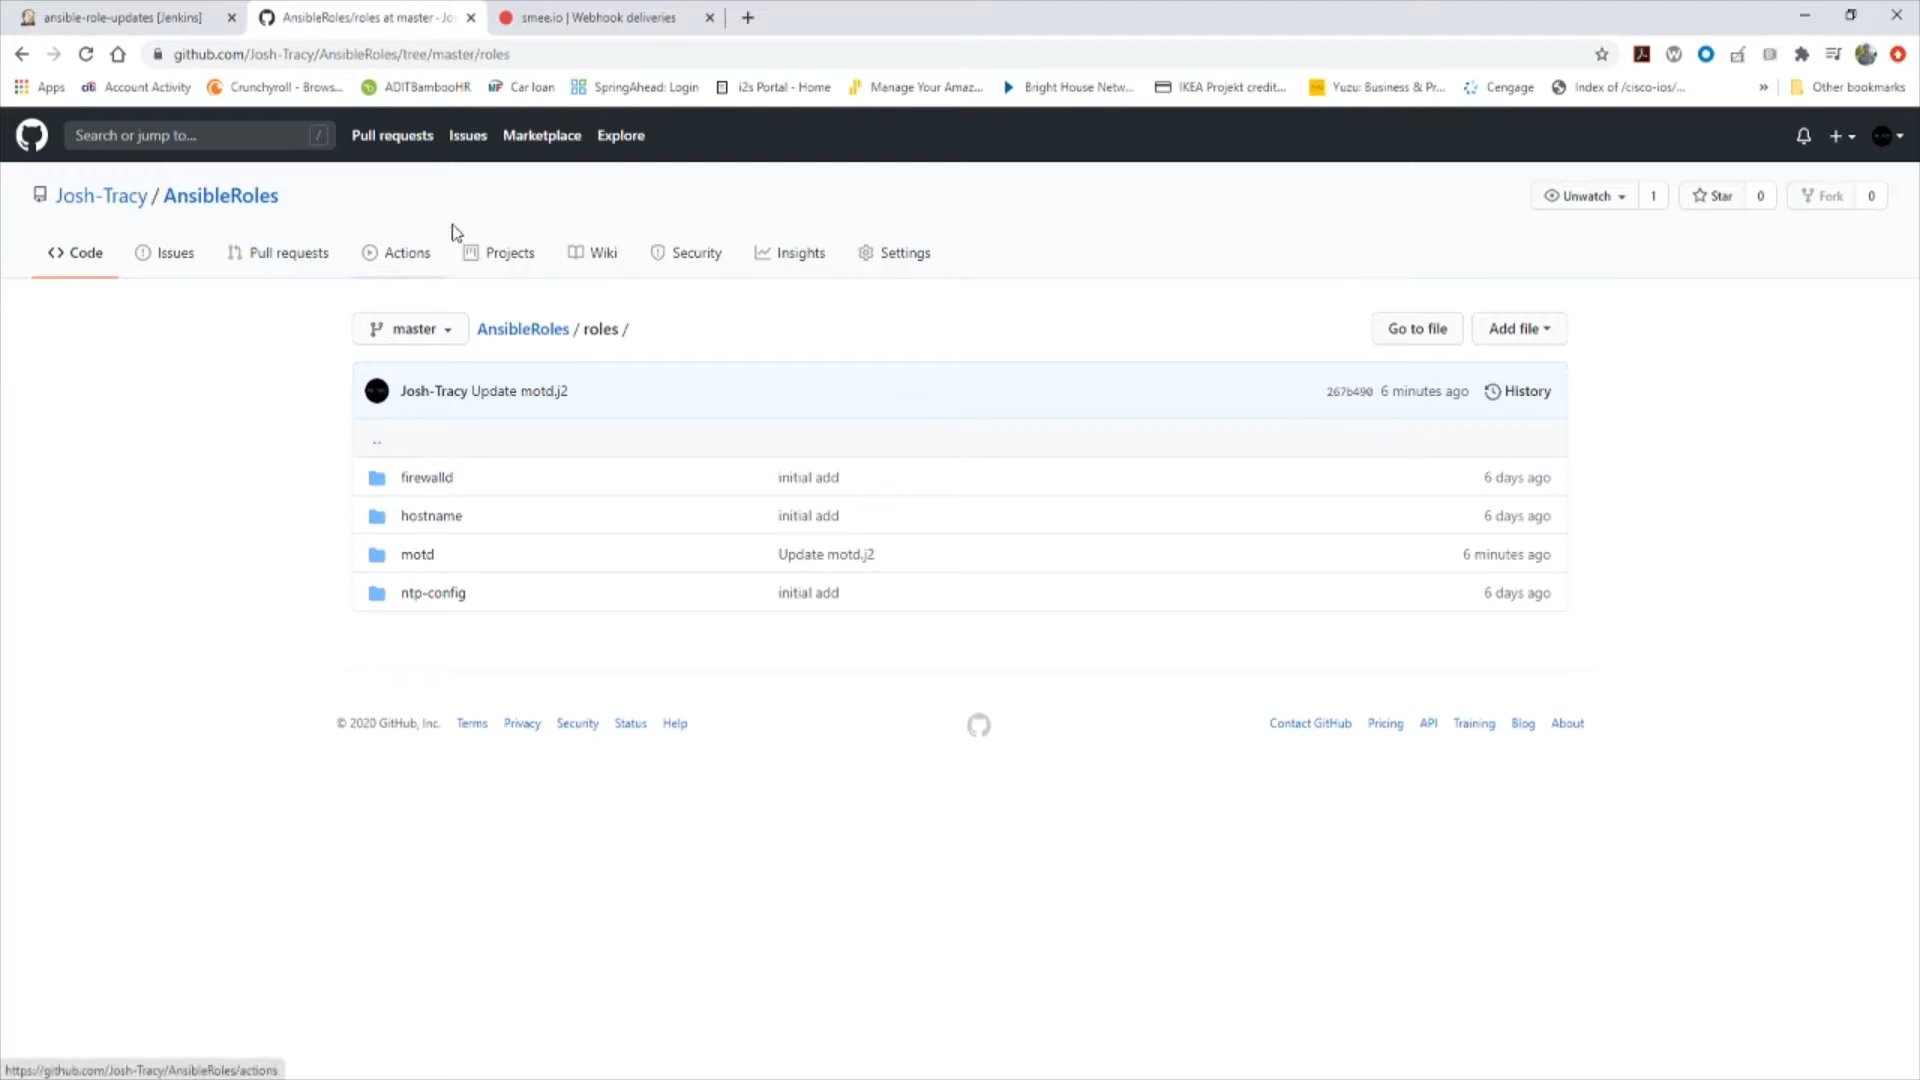 ansible-role-updates [Jenkins]
AnsibleRoles/roles at master · Jos
smee.io | Webhook deliveries
github.com/Josh-Tracy/AnsibleRoles/tree/master/roles
Apps
citi Account Activity
Crunchyroll - Brows...
ADITBambooHR
Car loan
SpringAhead: Login
i2s Portal - Home
Manage Your Amaz...
Bright House Netw...
IKEA Projekt credit...
Yuzu: Business & Pr...
Cengage
Index of /cisco-ios/...
»
Other bookmarks
Search or jump to...
/
Pull requests
Issues
Marketplace
Explore
Josh-Tracy / AnsibleRoles
Unwatch 1
Star 0
Fork 0
<> Code
Issues
Pull requests
Actions
Projects
Wiki
Security
Insights
Settings
master
AnsibleRoles / roles /
Go to file
Add file
Josh-Tracy Update motd.j2
267b490 6 minutes ago
History
..
firewalld initial add 6 days ago
hostname initial add 6 days ago
motd Update motd.j2 6 minutes ago
ntp-config initial add 6 days ago
© 2020 GitHub, Inc. Terms Privacy Security Status Help
Contact GitHub Pricing API Training Blog About
https://github.com/Josh-Tracy/AnsibleRoles/actions